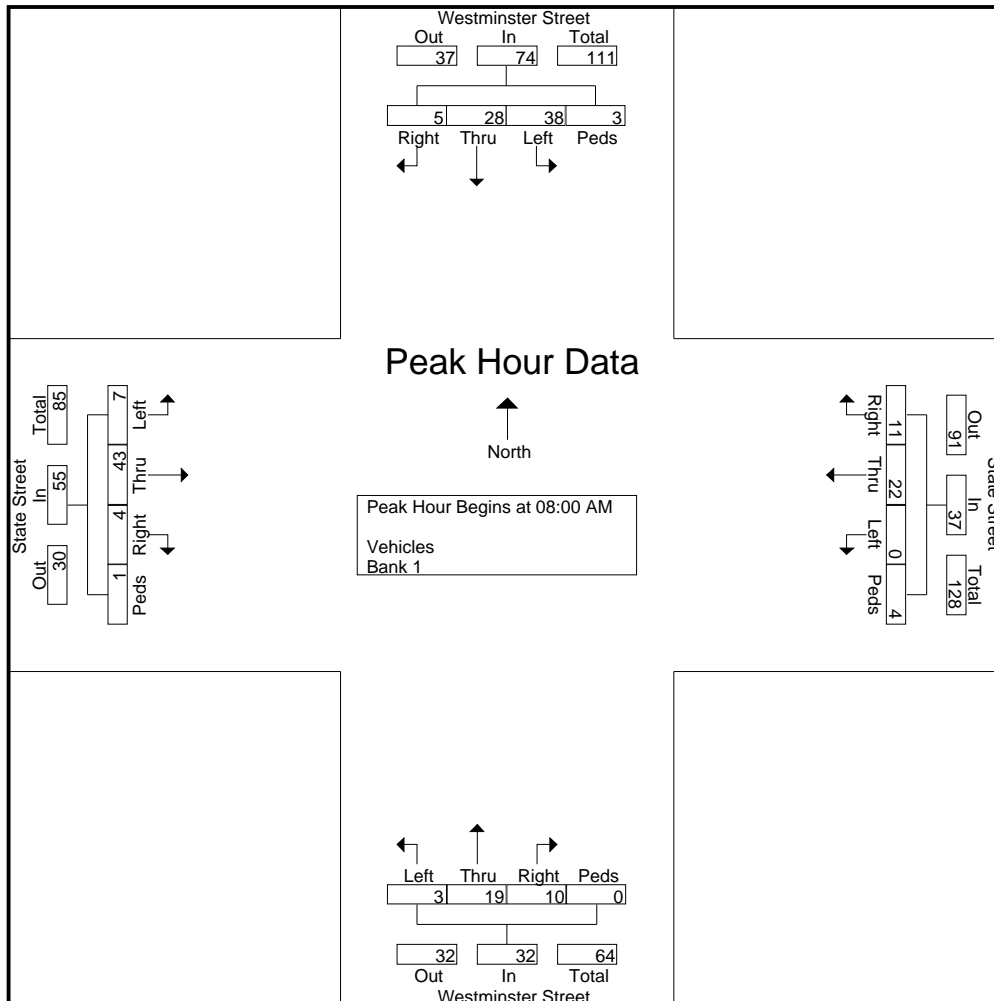 Westminster Street
Out In Total
37 74 111
5 28 38 3
Right Thru Left Peds
Peak Hour Data
North
Peak Hour Begins at 08:00 AM
Vehicles
Bank 1
State Street
Out In Total
30 55 85
Left Thru Right Peds
7 43 4 1
State Street
Out In Total
91 37 128
Right Thru Left Peds
11 22 0 4
Left Thru Right Peds
3 19 10 0
32 32 64
Out In Total
Westminster Street